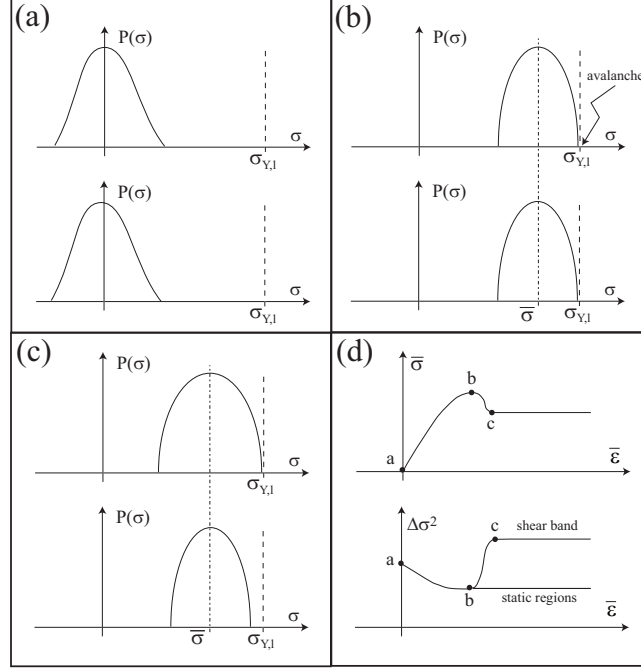 (a)
P(σ)
σ
σY,l
P(σ)
σ
σY,l
(b)
P(σ)
avalanche
σ
σY,l
P(σ)
σ
σ̅
σY,l
(c)
P(σ)
σ
σY,l
P(σ)
σ
σ̅
σY,l
(d)
σ̅
b
c
a
ε̅
Δσ²
c
shear band
a
b
static regions
ε̅